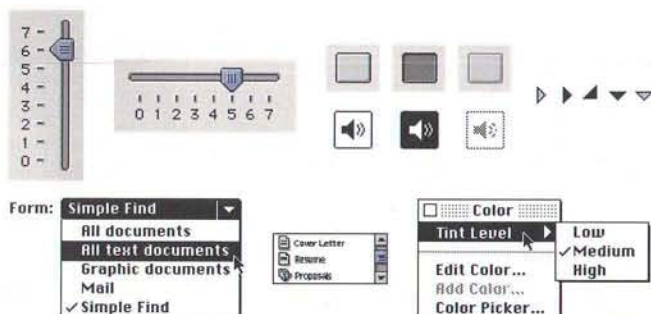 7
6
5
4
3
2
1
0
0 1 2 3 4 5 6 7
Form: Simple Find
All documents
All text documents
Graphic documents
Mail
✓ Simple Find
Cover Letter
Resume
Proposals
Color
Tint Level
Edit Color...
Add Color...
Color Picker...
Low
✓ Medium
High